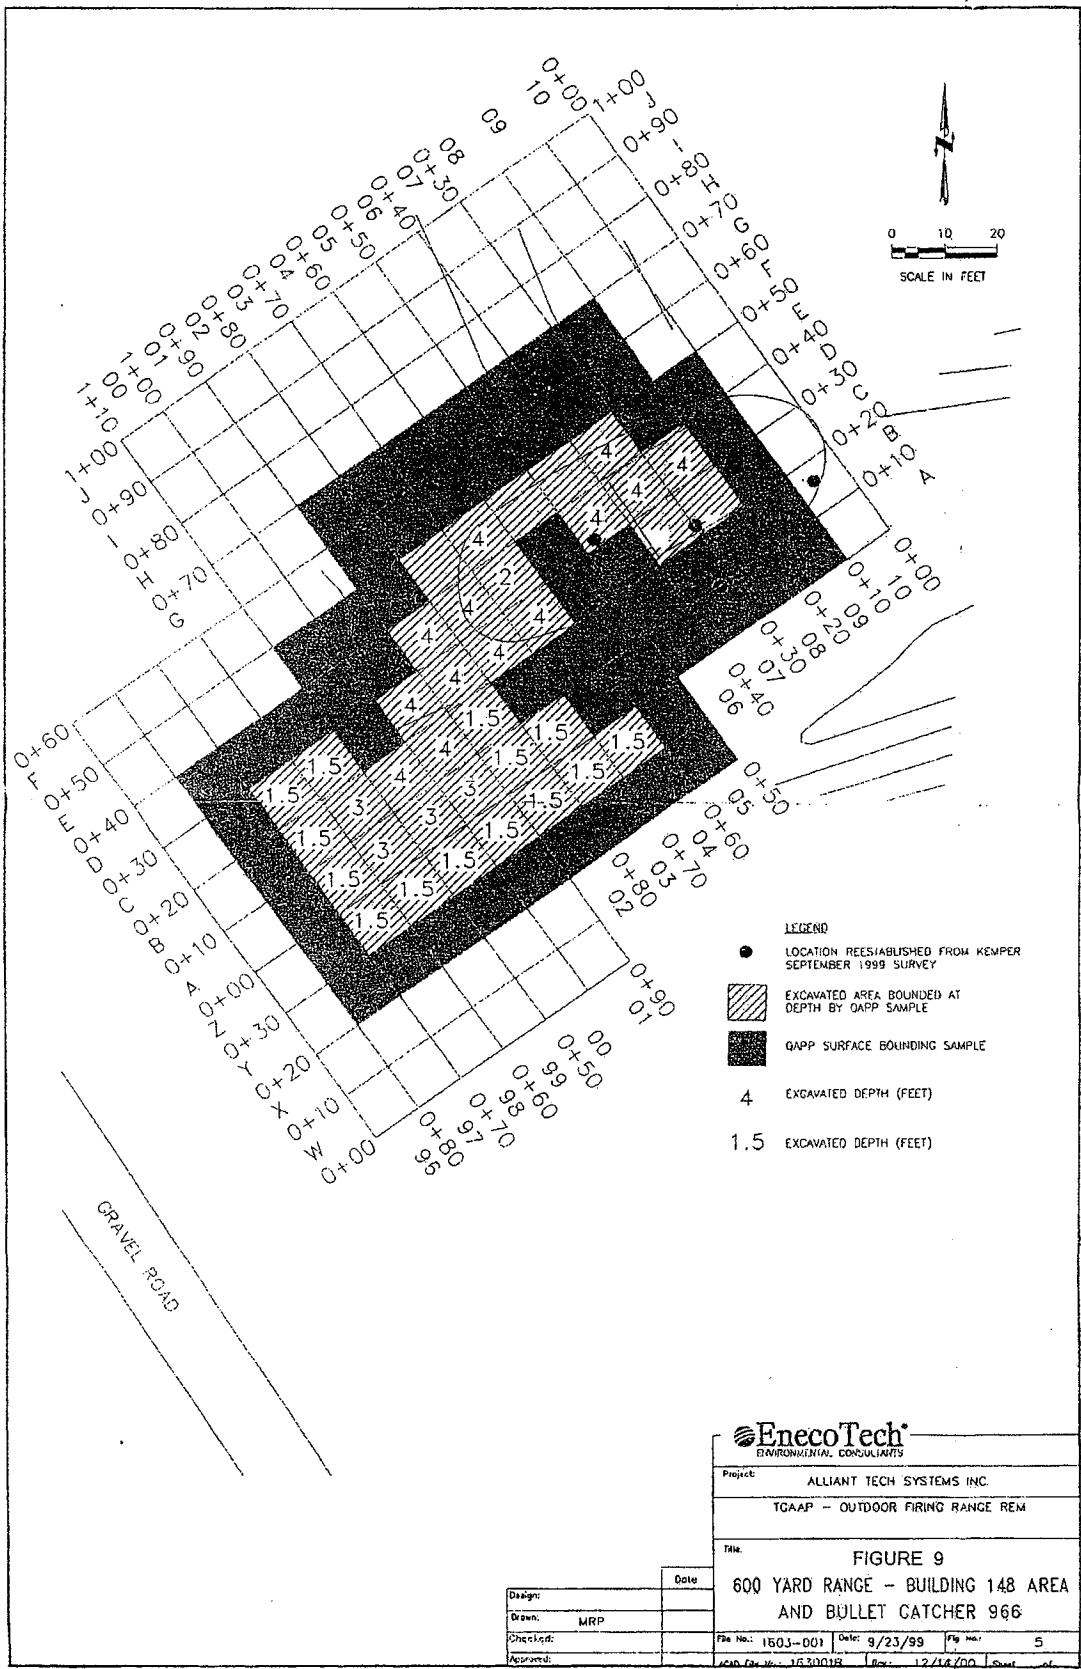 0+00
10
09
08
0+30
07
0+40
06
0+50
05
0+60
04
0+70
03
0+80
02
0+90
01
1+00
00
1+10
1+00
J
0+90
I
0+80
H
0+70
G
0+60
F
0+50
E
0+40
D
0+30
C
0+20
B
0+10
A
0 10 20
SCALE IN FEET
1+00
J
0+90
I
0+80
H
0+70
G
4
4
4
4
4
2
4
4
4
4
4
4
1.5
1.5
1.5
1.5
4
4
3
1.5
1.5
1.5
3
3
1.5
1.5
3
1.5
1.5
1.5
1.5
0+00
10
0+10
09
0+20
08
0+30
07
0+40
06
0+50
05
0+60
04
0+70
03
0+80
02
0+60
F
0+50
E
0+40
D
0+30
C
0+20
B
0+10
A
0+00
Z
0+30
Y
0+20
X
0+10
W
0+00
0+90
01
00
0+50
99
0+60
98
0+70
97
0+80
96
LEGEND
LOCATION REESTABLISHED FROM KEMPER
SEPTEMBER 1999 SURVEY
EXCAVATED AREA BOUNDED AT
DEPTH BY QAPP SAMPLE
QAPP SURFACE BOUNDING SAMPLE
4 EXCAVATED DEPTH (FEET)
1.5 EXCAVATED DEPTH (FEET)
GRAVEL ROAD
EnecoTech
ENVIRONMENTAL CONSULTANTS
Project:
ALLIANT TECH SYSTEMS INC.
TCAAP - OUTDOOR FIRING RANGE REM
Title:
FIGURE 9
600 YARD RANGE - BUILDING 148 AREA
AND BULLET CATCHER 966
Date
Design:
Drawn: MRP
Checked:
Approved:
File No.: 1603-001 Date: 9/23/99 Fig No.: 5
ACAD File No.: 1630018 Rev.: 12/14/00 Sheet of